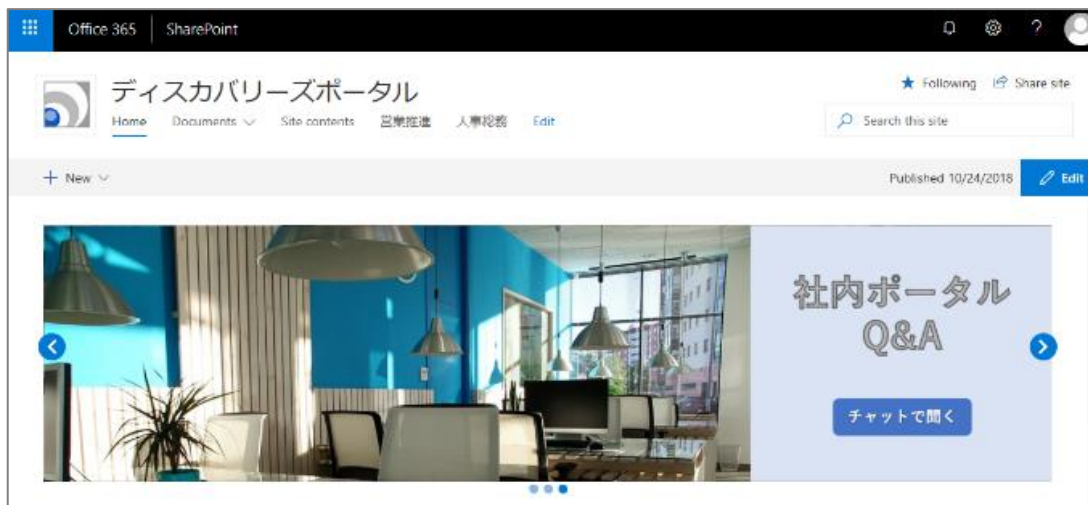 Office 365 SharePoint
ディスカバリーズポータル
Following Share site
Home Documents Site contents 営業推進 人事総務 Edit
Search this site
New Published 10/24/2018 Edit
社内ポータル
Q&A
チャットで聞く